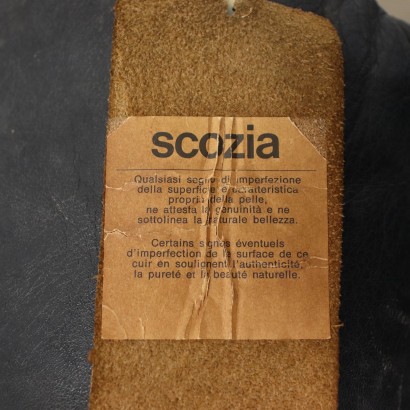 scozia
Qualsiasi segno di imperfezione
della superficie è caratteristica
propria della pelle,
ne attesta la genuinità e ne
sottolinea la naturale bellezza.
Certains signes éventuels
d'imperfection de la surface de ce
cuir en soulignent l'authenticité,
la pureté et la beauté naturelle.